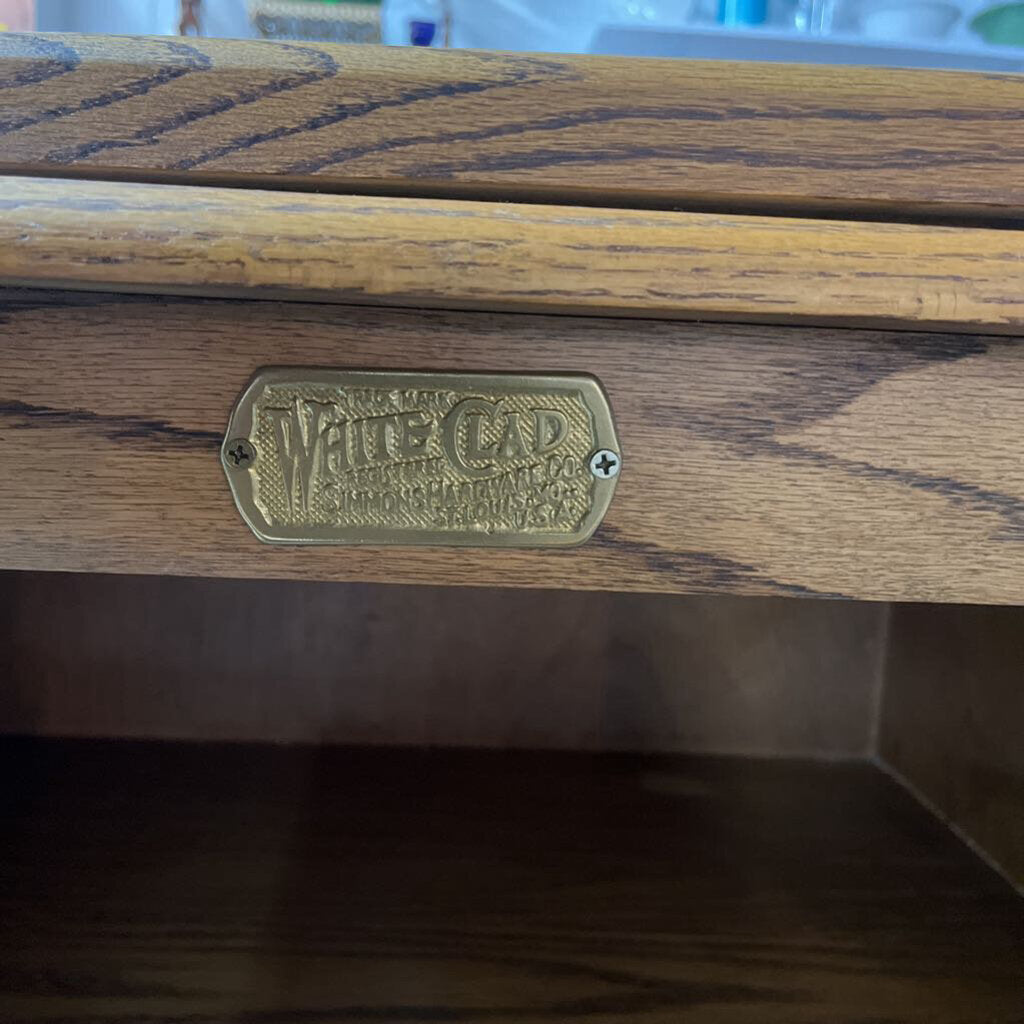 TRADE MARK
WHITE CLAD
REGISTERED
SIMMONS HARDWARE CO.
ST. LOUIS, MO.,
U.S.A.